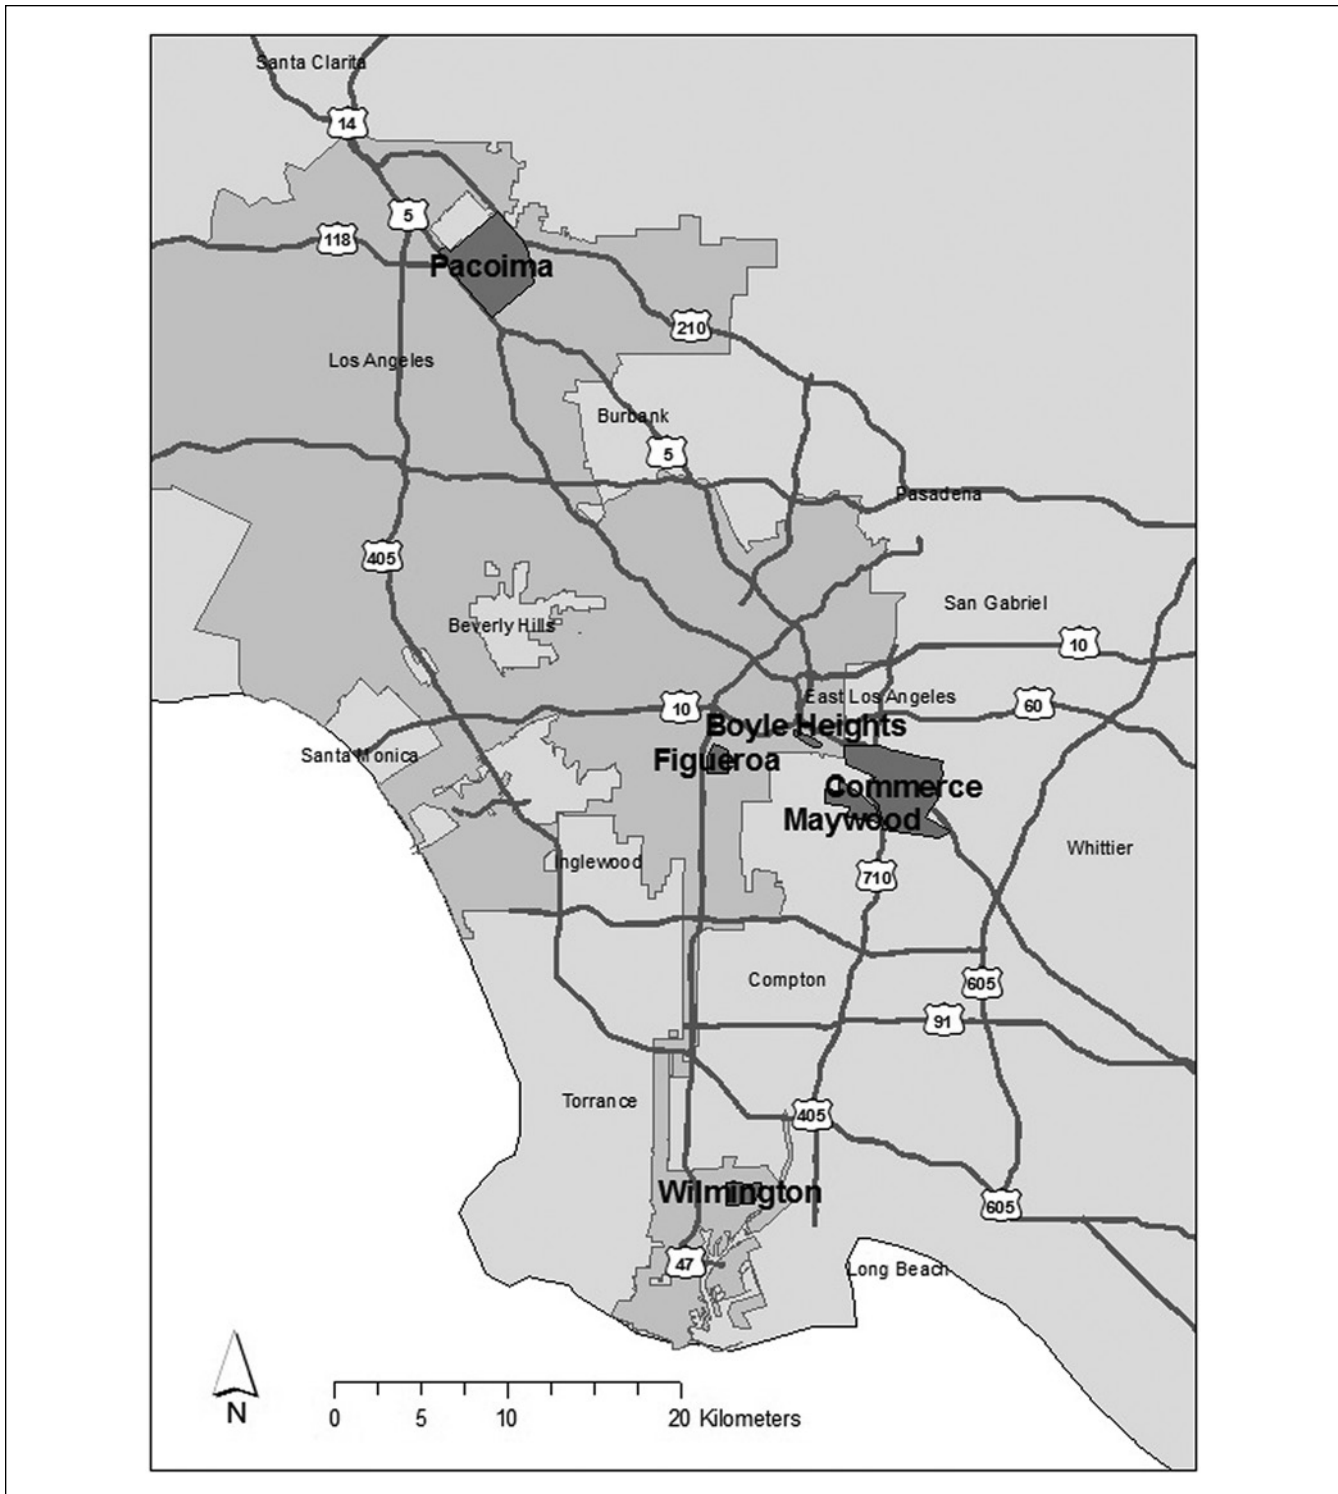 Santa Clarita
14
5
118
Pacoima
210
Los Angeles
Burbank
5
Pasadena
405
San Gabriel
Beverly Hills
10
East Los Angeles
60
10
Boyle Heights
Santa Monica
Figueroa
Commerce
Maywood
Whittier
Inglewood
710
Compton
605
91
Torrance
405
Wilmington
605
47
Long Beach
N
0 5 10 20 Kilometers